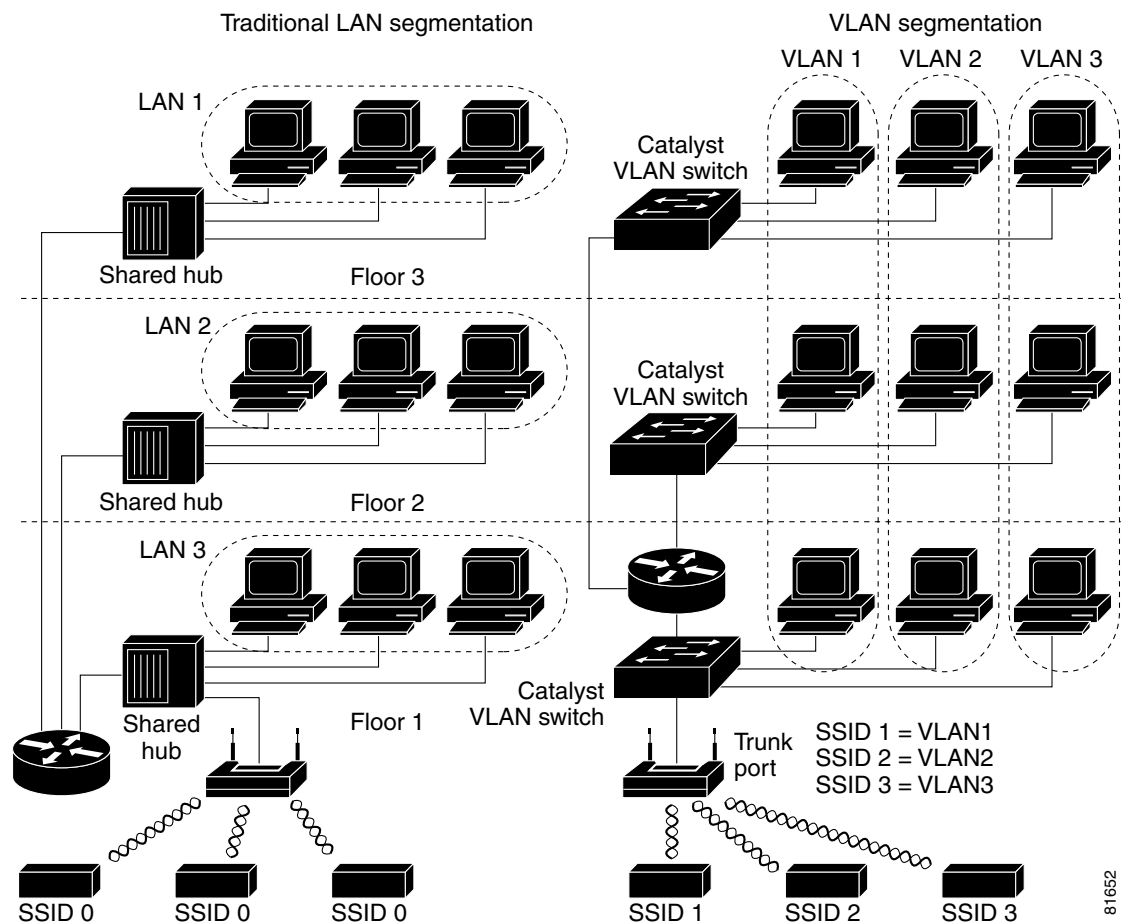 Traditional LAN segmentation
VLAN segmentation
VLAN 1
VLAN 2
VLAN 3
LAN 1
Catalyst
VLAN switch
Shared hub
Floor 3
LAN 2
Catalyst
VLAN switch
Shared hub
Floor 2
LAN 3
Shared
hub
Floor 1
Catalyst
VLAN switch
Trunk
port
SSID 1 = VLAN1
SSID 2 = VLAN2
SSID 3 = VLAN3
SSID 0
SSID 0
SSID 0
SSID 1
SSID 2
SSID 3
81652